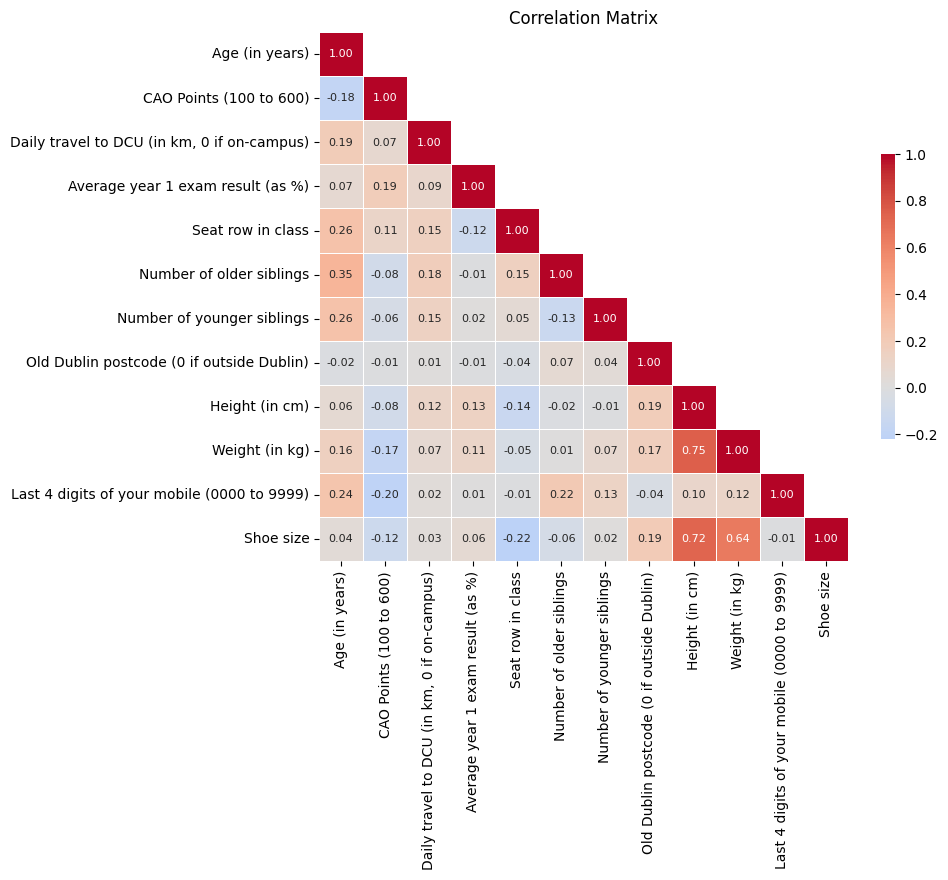 Correlation Matrix
Age (in years) 1.00
CAO Points (100 to 600) -0.18 1.00
Daily travel to DCU (in km, 0 if on-campus) 0.19 0.07 1.00
Average year 1 exam result (as %) 0.07 0.19 0.09 1.00
Seat row in class 0.26 0.11 0.15 -0.12 1.00
Number of older siblings 0.35 -0.08 0.18 -0.01 0.15 1.00
Number of younger siblings 0.26 -0.06 0.15 0.02 0.05 -0.13 1.00
Old Dublin postcode (0 if outside Dublin) -0.02 -0.01 0.01 -0.01 -0.04 0.07 0.04 1.00
Height (in cm) 0.06 -0.08 0.12 0.13 -0.14 -0.02 -0.01 0.19 1.00
Weight (in kg) 0.16 -0.17 0.07 0.11 -0.05 0.01 0.07 0.17 0.75 1.00
Last 4 digits of your mobile (0000 to 9999) 0.24 -0.20 0.02 0.01 -0.01 0.22 0.13 -0.04 0.10 0.12 1.00
Shoe size 0.04 -0.12 0.03 0.06 -0.22 -0.06 0.02 0.19 0.72 0.64 -0.01 1.00
Age (in years)
CAO Points (100 to 600)
Daily travel to DCU (in km, 0 if on-campus)
Average year 1 exam result (as %)
Seat row in class
Number of older siblings
Number of younger siblings
Old Dublin postcode (0 if outside Dublin)
Height (in cm)
Weight (in kg)
Last 4 digits of your mobile (0000 to 9999)
Shoe size
1.0
0.8
0.6
0.4
0.2
0.0
−0.2